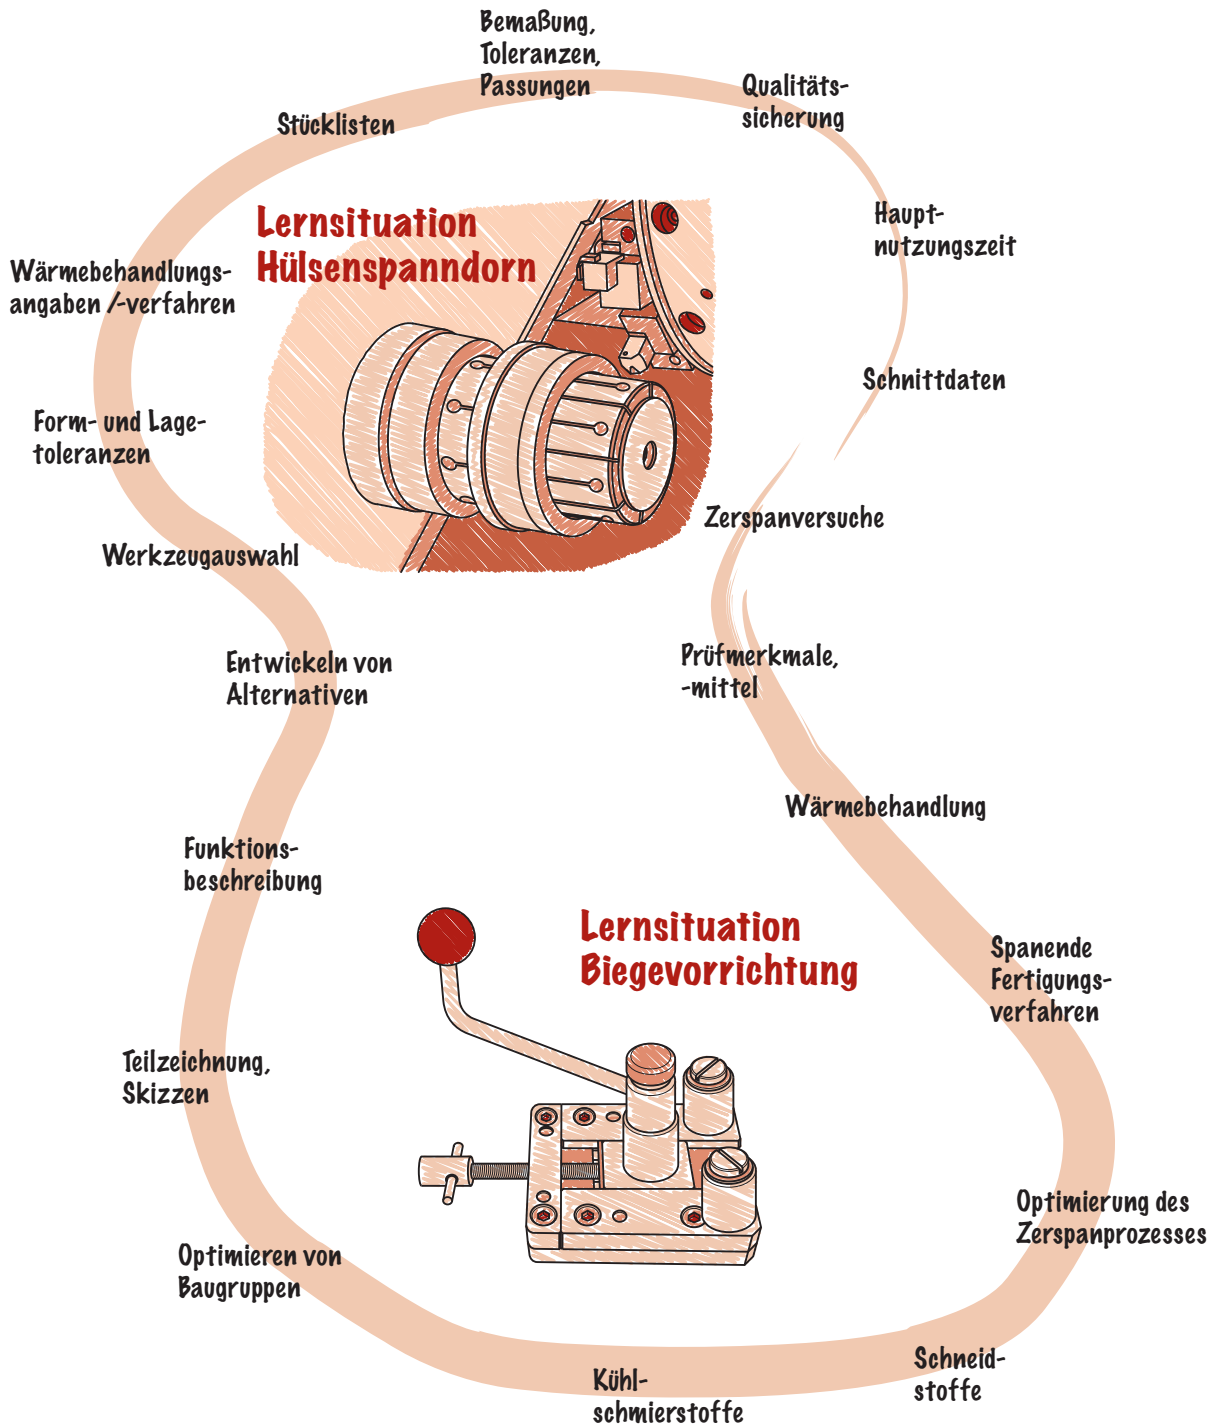 Bemaßung,
Toleranzen,
Passungen
Qualitäts-
sicherung
Stücklisten
Haupt-
nutzungszeit
Lernsituation
Hülsenspanndorn
Wärmebehandlungs-
angaben /-verfahren
Schnittdaten
Form- und Lage-
toleranzen
Zerspanversuche
Werkzeugauswahl
Entwickeln von
Alternativen
Prüfmerkmale,
-mittel
Wärmebehandlung
Funktions-
beschreibung
Lernsituation
Biegevorrichtung
Spanende
Fertigungs-
verfahren
Teilzeichnung,
Skizzen
Optimierung des
Zerspanprozesses
Optimieren von
Baugruppen
Schneid-
stoffe
Kühl-
schmierstoffe